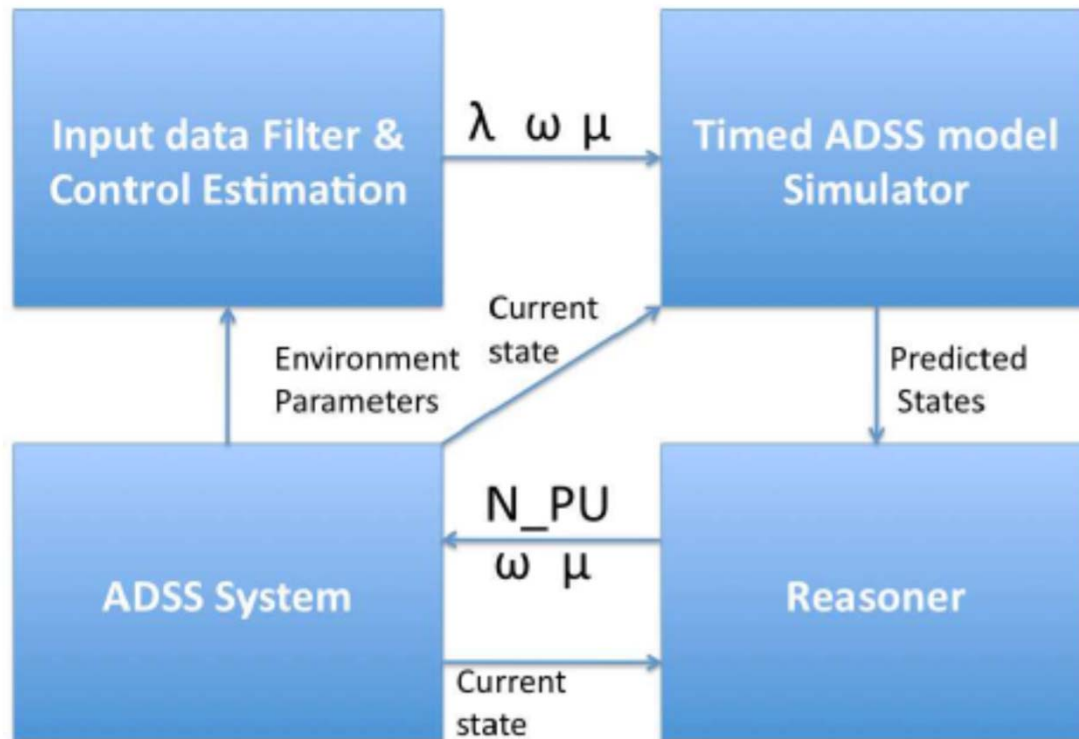 Input data Filter &
Control Estimation
λ ω μ
Timed ADSS model
Simulator
Current
state
Environment
Parameters
Predicted
States
ADSS System
N_PU
ω μ
Reasoner
Current
state